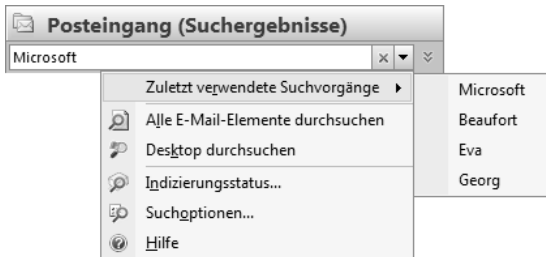 Posteingang (Suchergebnisse)
Microsoft
Zuletzt verwendete Suchvorgänge
Microsoft
Alle E-Mail-Elemente durchsuchen
Beaufort
Desktop durchsuchen
Eva
Indizierungsstatus...
Georg
Suchoptionen...
Hilfe